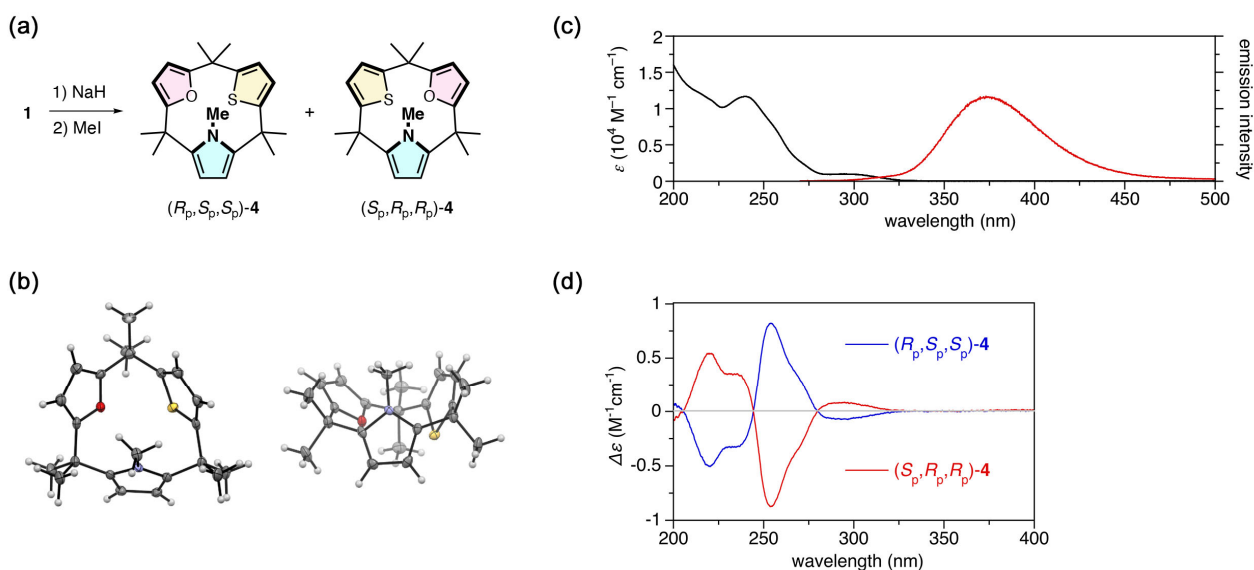 (a)
1
1) NaH
2) MeI
O
S
Me
N
+
S
O
Me
N
(Rp,Sp,Sp)-4
(Sp,Rp,Rp)-4
(b)
(c)
2
1.5
1
0.5
0
ε (10⁴ M⁻¹ cm⁻¹)
emission intensity
200 250 300 350 400 450 500
wavelength (nm)
(d)
1
0.5
0
-0.5
-1
Δε (M⁻¹cm⁻¹)
(Rp,Sp,Sp)-4
(Sp,Rp,Rp)-4
200 250 300 350 400
wavelength (nm)